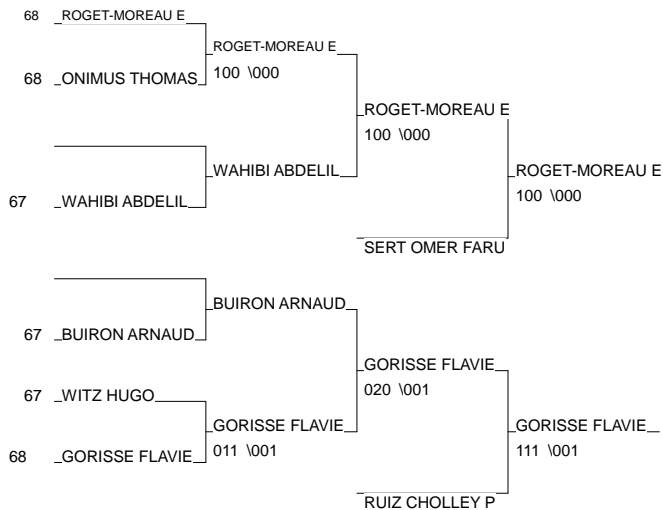 68 ROGET-MOREAU E
ROGET-MOREAU E
100 \000
68 ONIMUS THOMAS
ROGET-MOREAU E
100 \000
WAHIBI ABDELIL
ROGET-MOREAU E
100 \000
67 WAHIBI ABDELIL
SERT OMER FARU
BUIRON ARNAUD
67 BUIRON ARNAUD
GORISSE FLAVIE
020 \001
67 WITZ HUGO
GORISSE FLAVIE
011 \001
GORISSE FLAVIE
111 \001
68 GORISSE FLAVIE
RUIZ CHOLLEY P